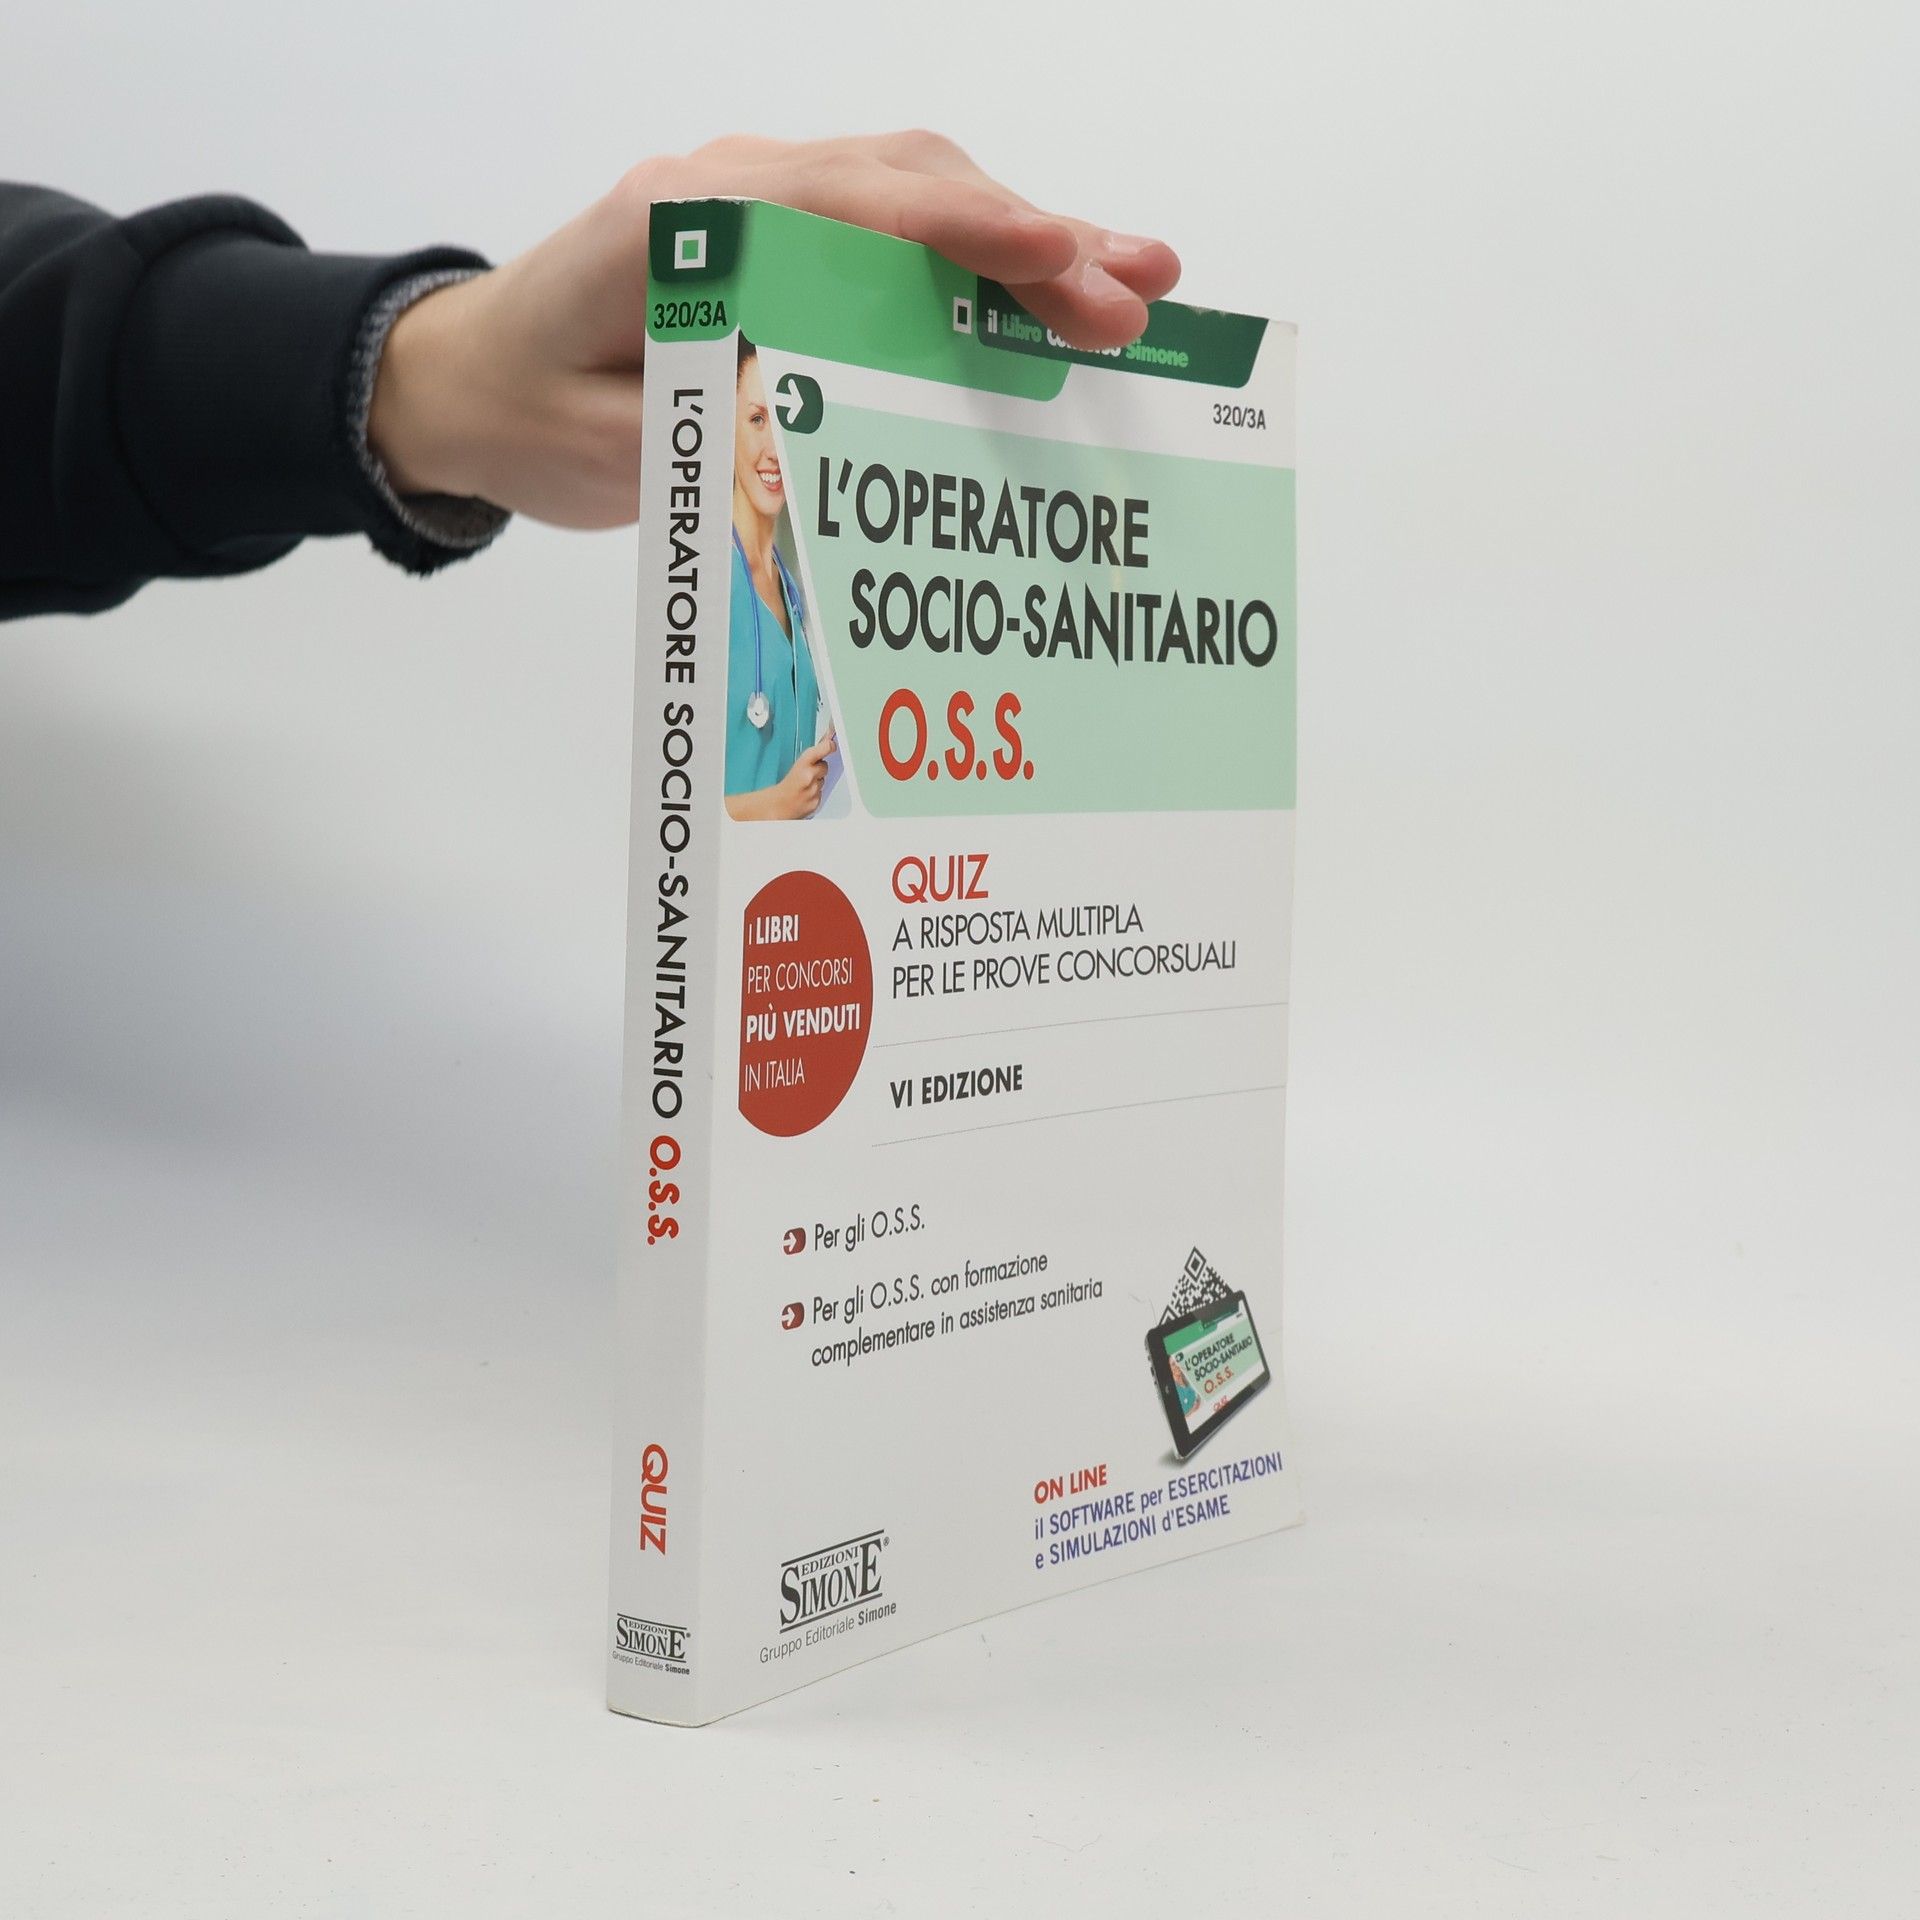 320/3A
L'OPERATORE SOCIO-SANITARIO O.S.S.
QUIZ
EDIZIONI
SIMONE®
Gruppo Editoriale Simone
il Libro Concorso Simone
320/3A
L'OPERATORE
SOCIO-SANITARIO
O.S.S.
QUIZ
A RISPOSTA MULTIPLA
PER LE PROVE CONCORSUALI
I LIBRI
PER CONCORSI
PIÙ VENDUTI
IN ITALIA
VI EDIZIONE
Per gli O.S.S.
Per gli O.S.S. con formazione
complementare in assistenza sanitaria
L'OPERATORE
SOCIO-SANITARIO
O.S.S.
QUIZ
ON LINE
il SOFTWARE per ESERCITAZIONI
e SIMULAZIONI d'ESAME
EDIZIONI
SIMONE®
Gruppo Editoriale Simone